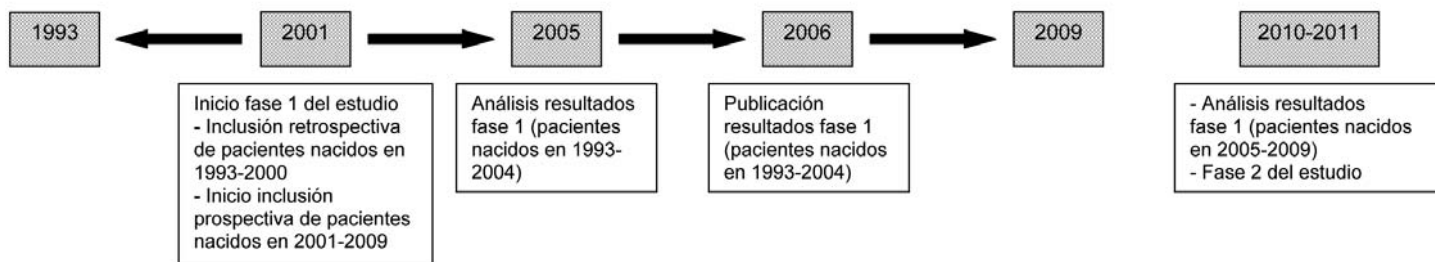 1993
2001
2005
2006
2009
2010-2011
Inicio fase 1 del estudio
- Inclusión retrospectiva
de pacientes nacidos en
1993-2000
- Inicio inclusión
prospectiva de pacientes
nacidos en 2001-2009
Análisis resultados
fase 1 (pacientes
nacidos en 1993-
2004)
Publicación
resultados fase 1
(pacientes nacidos
en 1993-2004)
- Análisis resultados
fase 1 (pacientes nacidos
en 2005-2009)
- Fase 2 del estudio